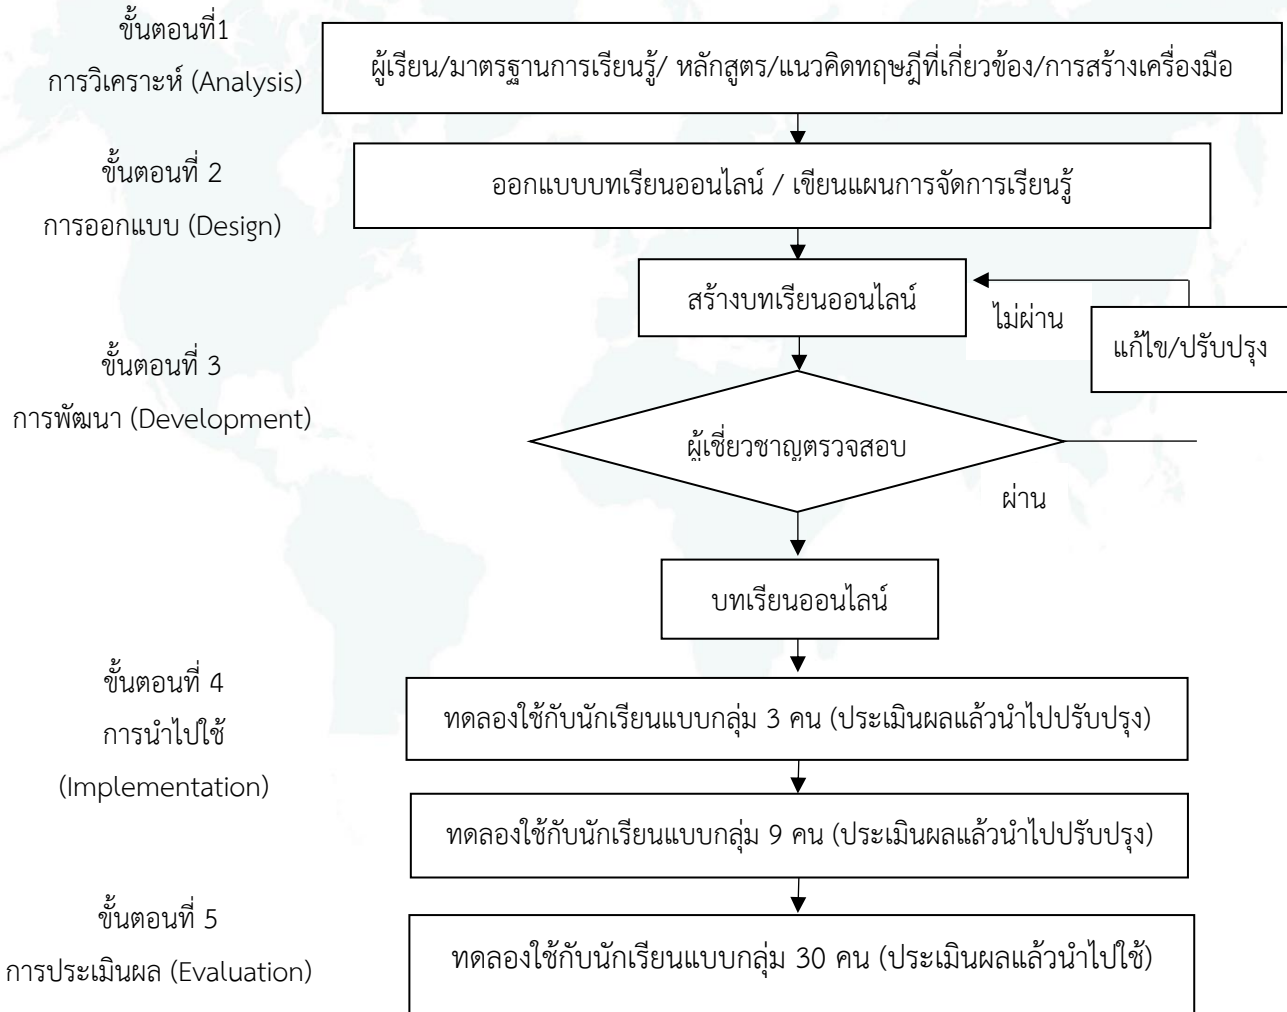 ขั้นตอนที่1
การวิเคราะห์ (Analysis)
ผู้เรียน/มาตรฐานการเรียนรู้/ หลักสูตร/แนวคิดทฤษฎีที่เกี่ยวข้อง/การสร้างเครื่องมือ
ขั้นตอนที่ 2
การออกแบบ (Design)
ออกแบบบทเรียนออนไลน์ / เขียนแผนการจัดการเรียนรู้
สร้างบทเรียนออนไลน์
ไม่ผ่าน
แก้ไข/ปรับปรุง
ขั้นตอนที่ 3
การพัฒนา (Development)
ผู้เชี่ยวชาญตรวจสอบ
ผ่าน
บทเรียนออนไลน์
ขั้นตอนที่ 4
การนำไปใช้
(Implementation)
ทดลองใช้กับนักเรียนแบบกลุ่ม 3 คน (ประเมินผลแล้วนำไปปรับปรุง)
ทดลองใช้กับนักเรียนแบบกลุ่ม 9 คน (ประเมินผลแล้วนำไปปรับปรุง)
ขั้นตอนที่ 5
การประเมินผล (Evaluation)
ทดลองใช้กับนักเรียนแบบกลุ่ม 30 คน (ประเมินผลแล้วนำไปใช้)